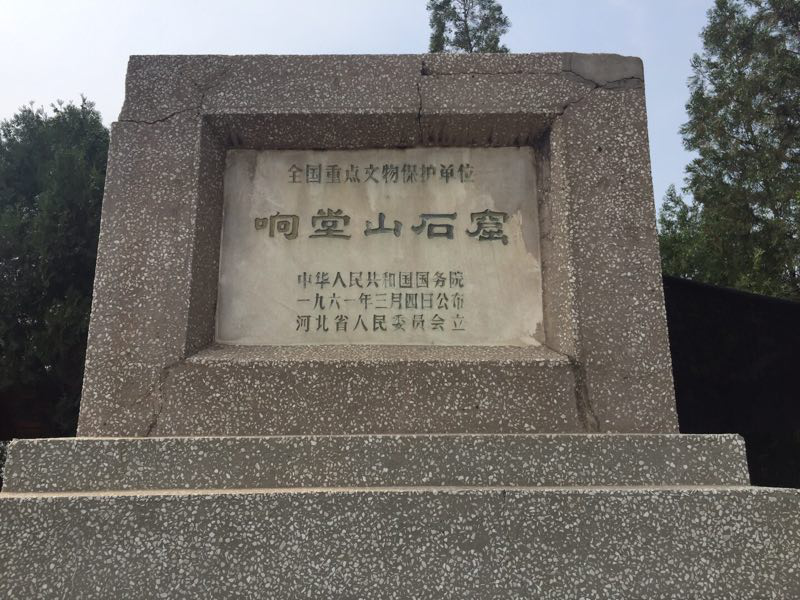 全国重点文物保护单位
响堂山石窟
中华人民共和国国务院
一九六一年三月四日公布
河北省人民委员会立